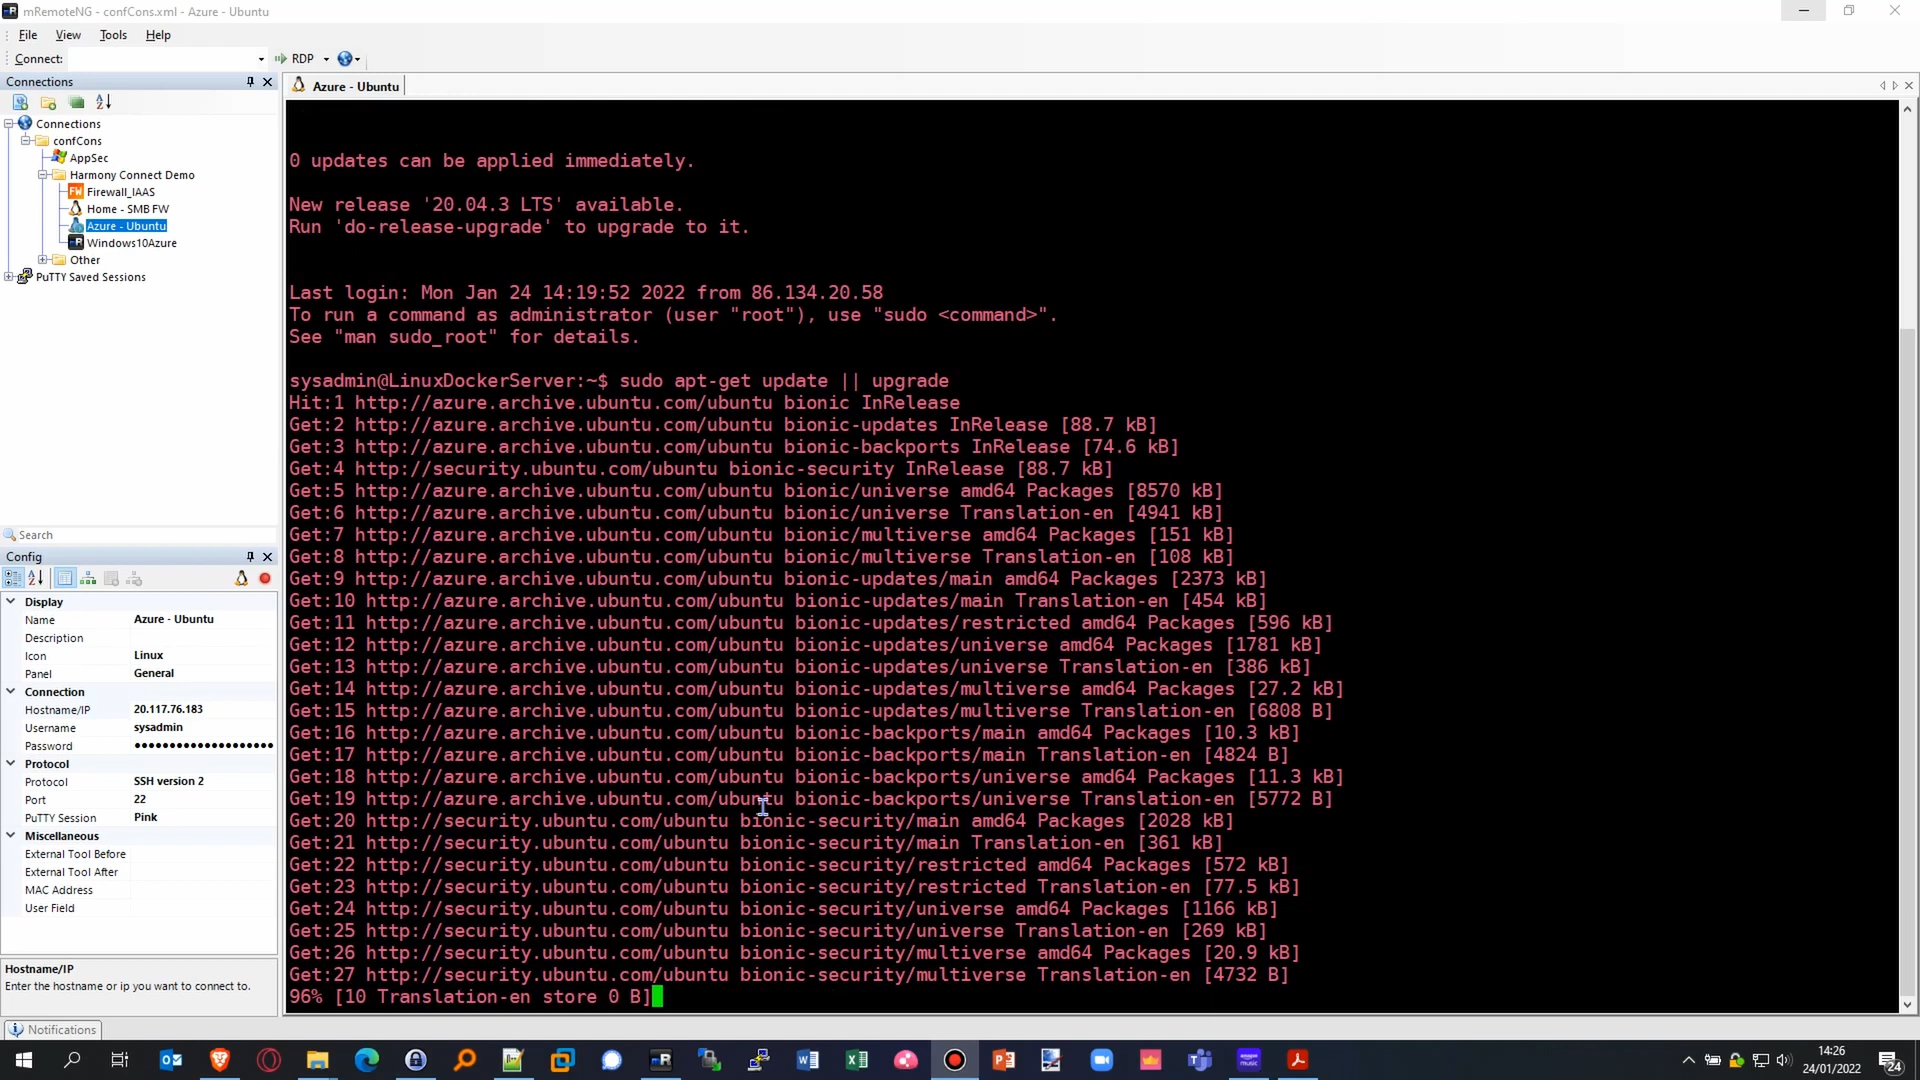 mRemoteNG - confCons.xml - Azure - Ubuntu
File View Tools Help
Connect: RDP
Connections
Connections
confCons
AppSec
Harmony Connect Demo
Firewall_IAAS
Home - SMB FW
Azure - Ubuntu
Windows10Azure
Other
PuTTY Saved Sessions
Search
Config
Display
Name Azure - Ubuntu
Description
Icon Linux
Panel General
Connection
Hostname/IP 20.117.76.183
Username sysadmin
Password ●●●●●●●●●●●●●●●●●●●●
Protocol
Protocol SSH version 2
Port 22
PuTTY Session Pink
Miscellaneous
External Tool Before
External Tool After
MAC Address
User Field
Hostname/IP
Enter the hostname or ip you want to connect to.
Notifications
Azure - Ubuntu
0 updates can be applied immediately.
New release '20.04.3 LTS' available.
Run 'do-release-upgrade' to upgrade to it.
Last login: Mon Jan 24 14:19:52 2022 from 86.134.20.58
To run a command as administrator (user "root"), use "sudo <command>".
See "man sudo_root" for details.
sysadmin@LinuxDockerServer:~$ sudo apt-get update || upgrade
Hit:1 http://azure.archive.ubuntu.com/ubuntu bionic InRelease
Get:2 http://azure.archive.ubuntu.com/ubuntu bionic-updates InRelease [88.7 kB]
Get:3 http://azure.archive.ubuntu.com/ubuntu bionic-backports InRelease [74.6 kB]
Get:4 http://security.ubuntu.com/ubuntu bionic-security InRelease [88.7 kB]
Get:5 http://azure.archive.ubuntu.com/ubuntu bionic/universe amd64 Packages [8570 kB]
Get:6 http://azure.archive.ubuntu.com/ubuntu bionic/universe Translation-en [4941 kB]
Get:7 http://azure.archive.ubuntu.com/ubuntu bionic/multiverse amd64 Packages [151 kB]
Get:8 http://azure.archive.ubuntu.com/ubuntu bionic/multiverse Translation-en [108 kB]
Get:9 http://azure.archive.ubuntu.com/ubuntu bionic-updates/main amd64 Packages [2373 kB]
Get:10 http://azure.archive.ubuntu.com/ubuntu bionic-updates/main Translation-en [454 kB]
Get:11 http://azure.archive.ubuntu.com/ubuntu bionic-updates/restricted amd64 Packages [596 kB]
Get:12 http://azure.archive.ubuntu.com/ubuntu bionic-updates/universe amd64 Packages [1781 kB]
Get:13 http://azure.archive.ubuntu.com/ubuntu bionic-updates/universe Translation-en [386 kB]
Get:14 http://azure.archive.ubuntu.com/ubuntu bionic-updates/multiverse amd64 Packages [27.2 kB]
Get:15 http://azure.archive.ubuntu.com/ubuntu bionic-updates/multiverse Translation-en [6808 B]
Get:16 http://azure.archive.ubuntu.com/ubuntu bionic-backports/main amd64 Packages [10.3 kB]
Get:17 http://azure.archive.ubuntu.com/ubuntu bionic-backports/main Translation-en [4824 B]
Get:18 http://azure.archive.ubuntu.com/ubuntu bionic-backports/universe amd64 Packages [11.3 kB]
Get:19 http://azure.archive.ubuntu.com/ubuntu bionic-backports/universe Translation-en [5772 B]
Get:20 http://security.ubuntu.com/ubuntu bionic-security/main amd64 Packages [2028 kB]
Get:21 http://security.ubuntu.com/ubuntu bionic-security/main Translation-en [361 kB]
Get:22 http://security.ubuntu.com/ubuntu bionic-security/restricted amd64 Packages [572 kB]
Get:23 http://security.ubuntu.com/ubuntu bionic-security/restricted Translation-en [77.5 kB]
Get:24 http://security.ubuntu.com/ubuntu bionic-security/universe amd64 Packages [1166 kB]
Get:25 http://security.ubuntu.com/ubuntu bionic-security/universe Translation-en [269 kB]
Get:26 http://security.ubuntu.com/ubuntu bionic-security/multiverse amd64 Packages [20.9 kB]
Get:27 http://security.ubuntu.com/ubuntu bionic-security/multiverse Translation-en [4732 B]
96% [10 Translation-en store 0 B]
14:26
24/01/2022
24